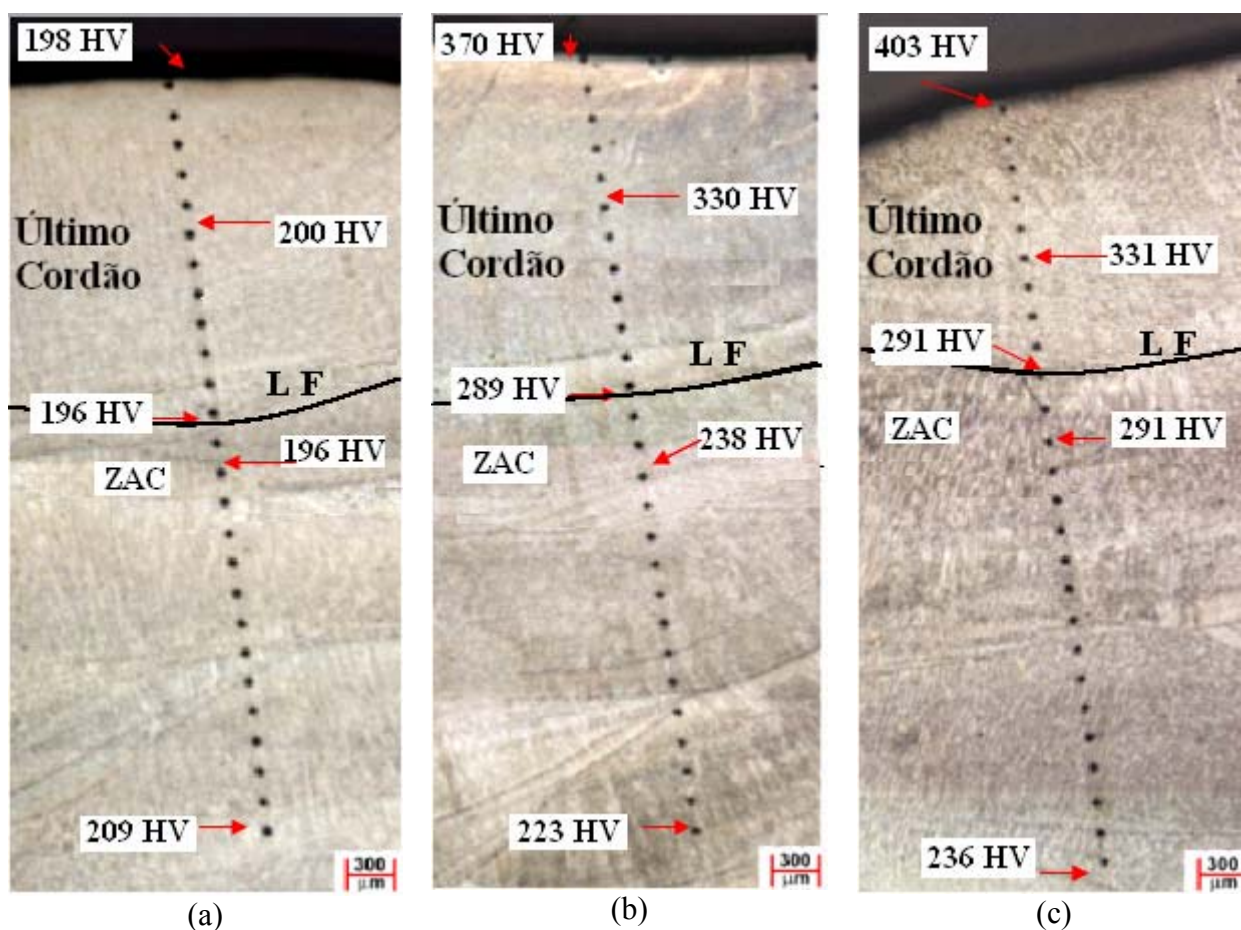 198 HV
Último
Cordão
200 HV
L F
196 HV
196 HV
ZAC
209 HV
300
µm
(a)
370 HV
330 HV
Último
Cordão
L F
289 HV
238 HV
ZAC
223 HV
300
µm
(b)
403 HV
Último
Cordão
331 HV
291 HV
L F
ZAC
291 HV
236 HV
300
µm
(c)